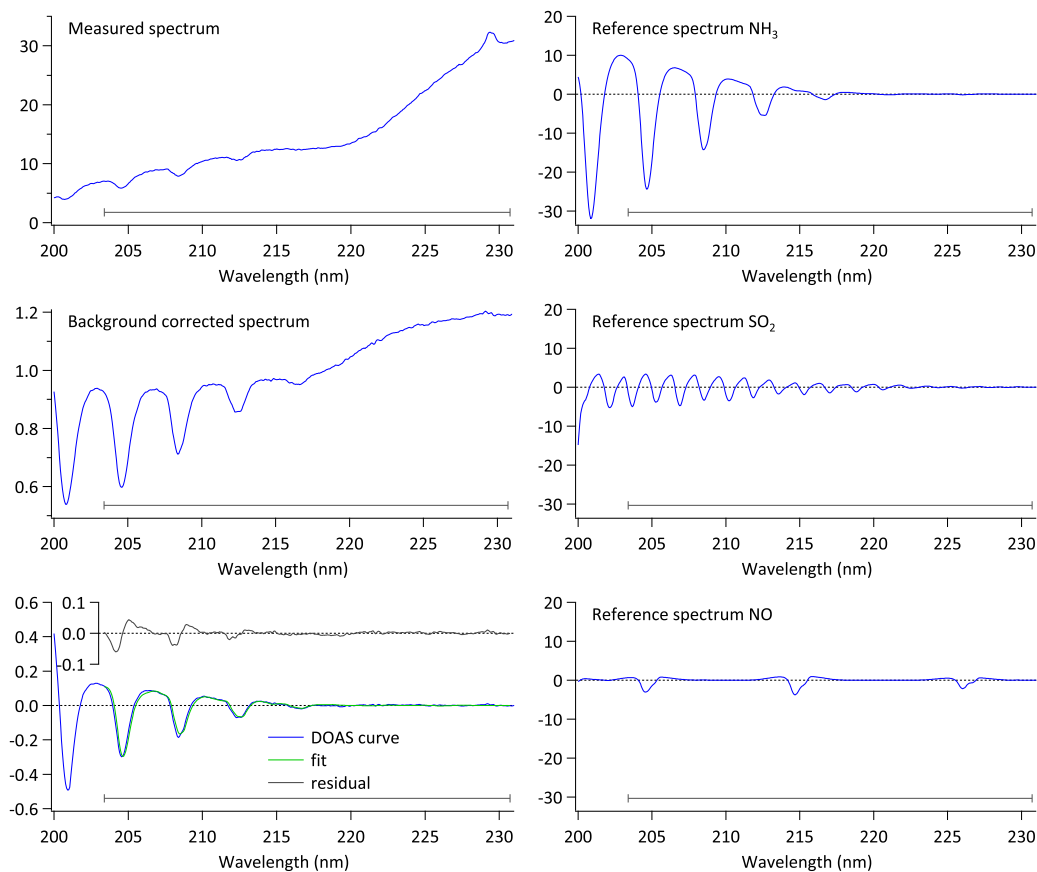 Measured spectrum
30
20
10
0
200 205 210 215 220 225 230
Wavelength (nm)
Reference spectrum NH3
20
10
0
-10
-20
-30
200 205 210 215 220 225 230
Wavelength (nm)
Background corrected spectrum
1.2
1.0
0.8
0.6
200 205 210 215 220 225 230
Wavelength (nm)
Reference spectrum SO2
20
10
0
-10
20
-30
200 205 210 215 220 225 230
Wavelength (nm)
0.6
0.4
0.2
0.0
-0.2
-0.4
-0.6
0.1
0.0
-0.1
DOAS curve
fit
residual
200 205 210 215 220 225 230
Wavelength (nm)
Reference spectrum NO
20
10
0
-10
20
-30
200 205 210 215 220 225 230
Wavelength (nm)